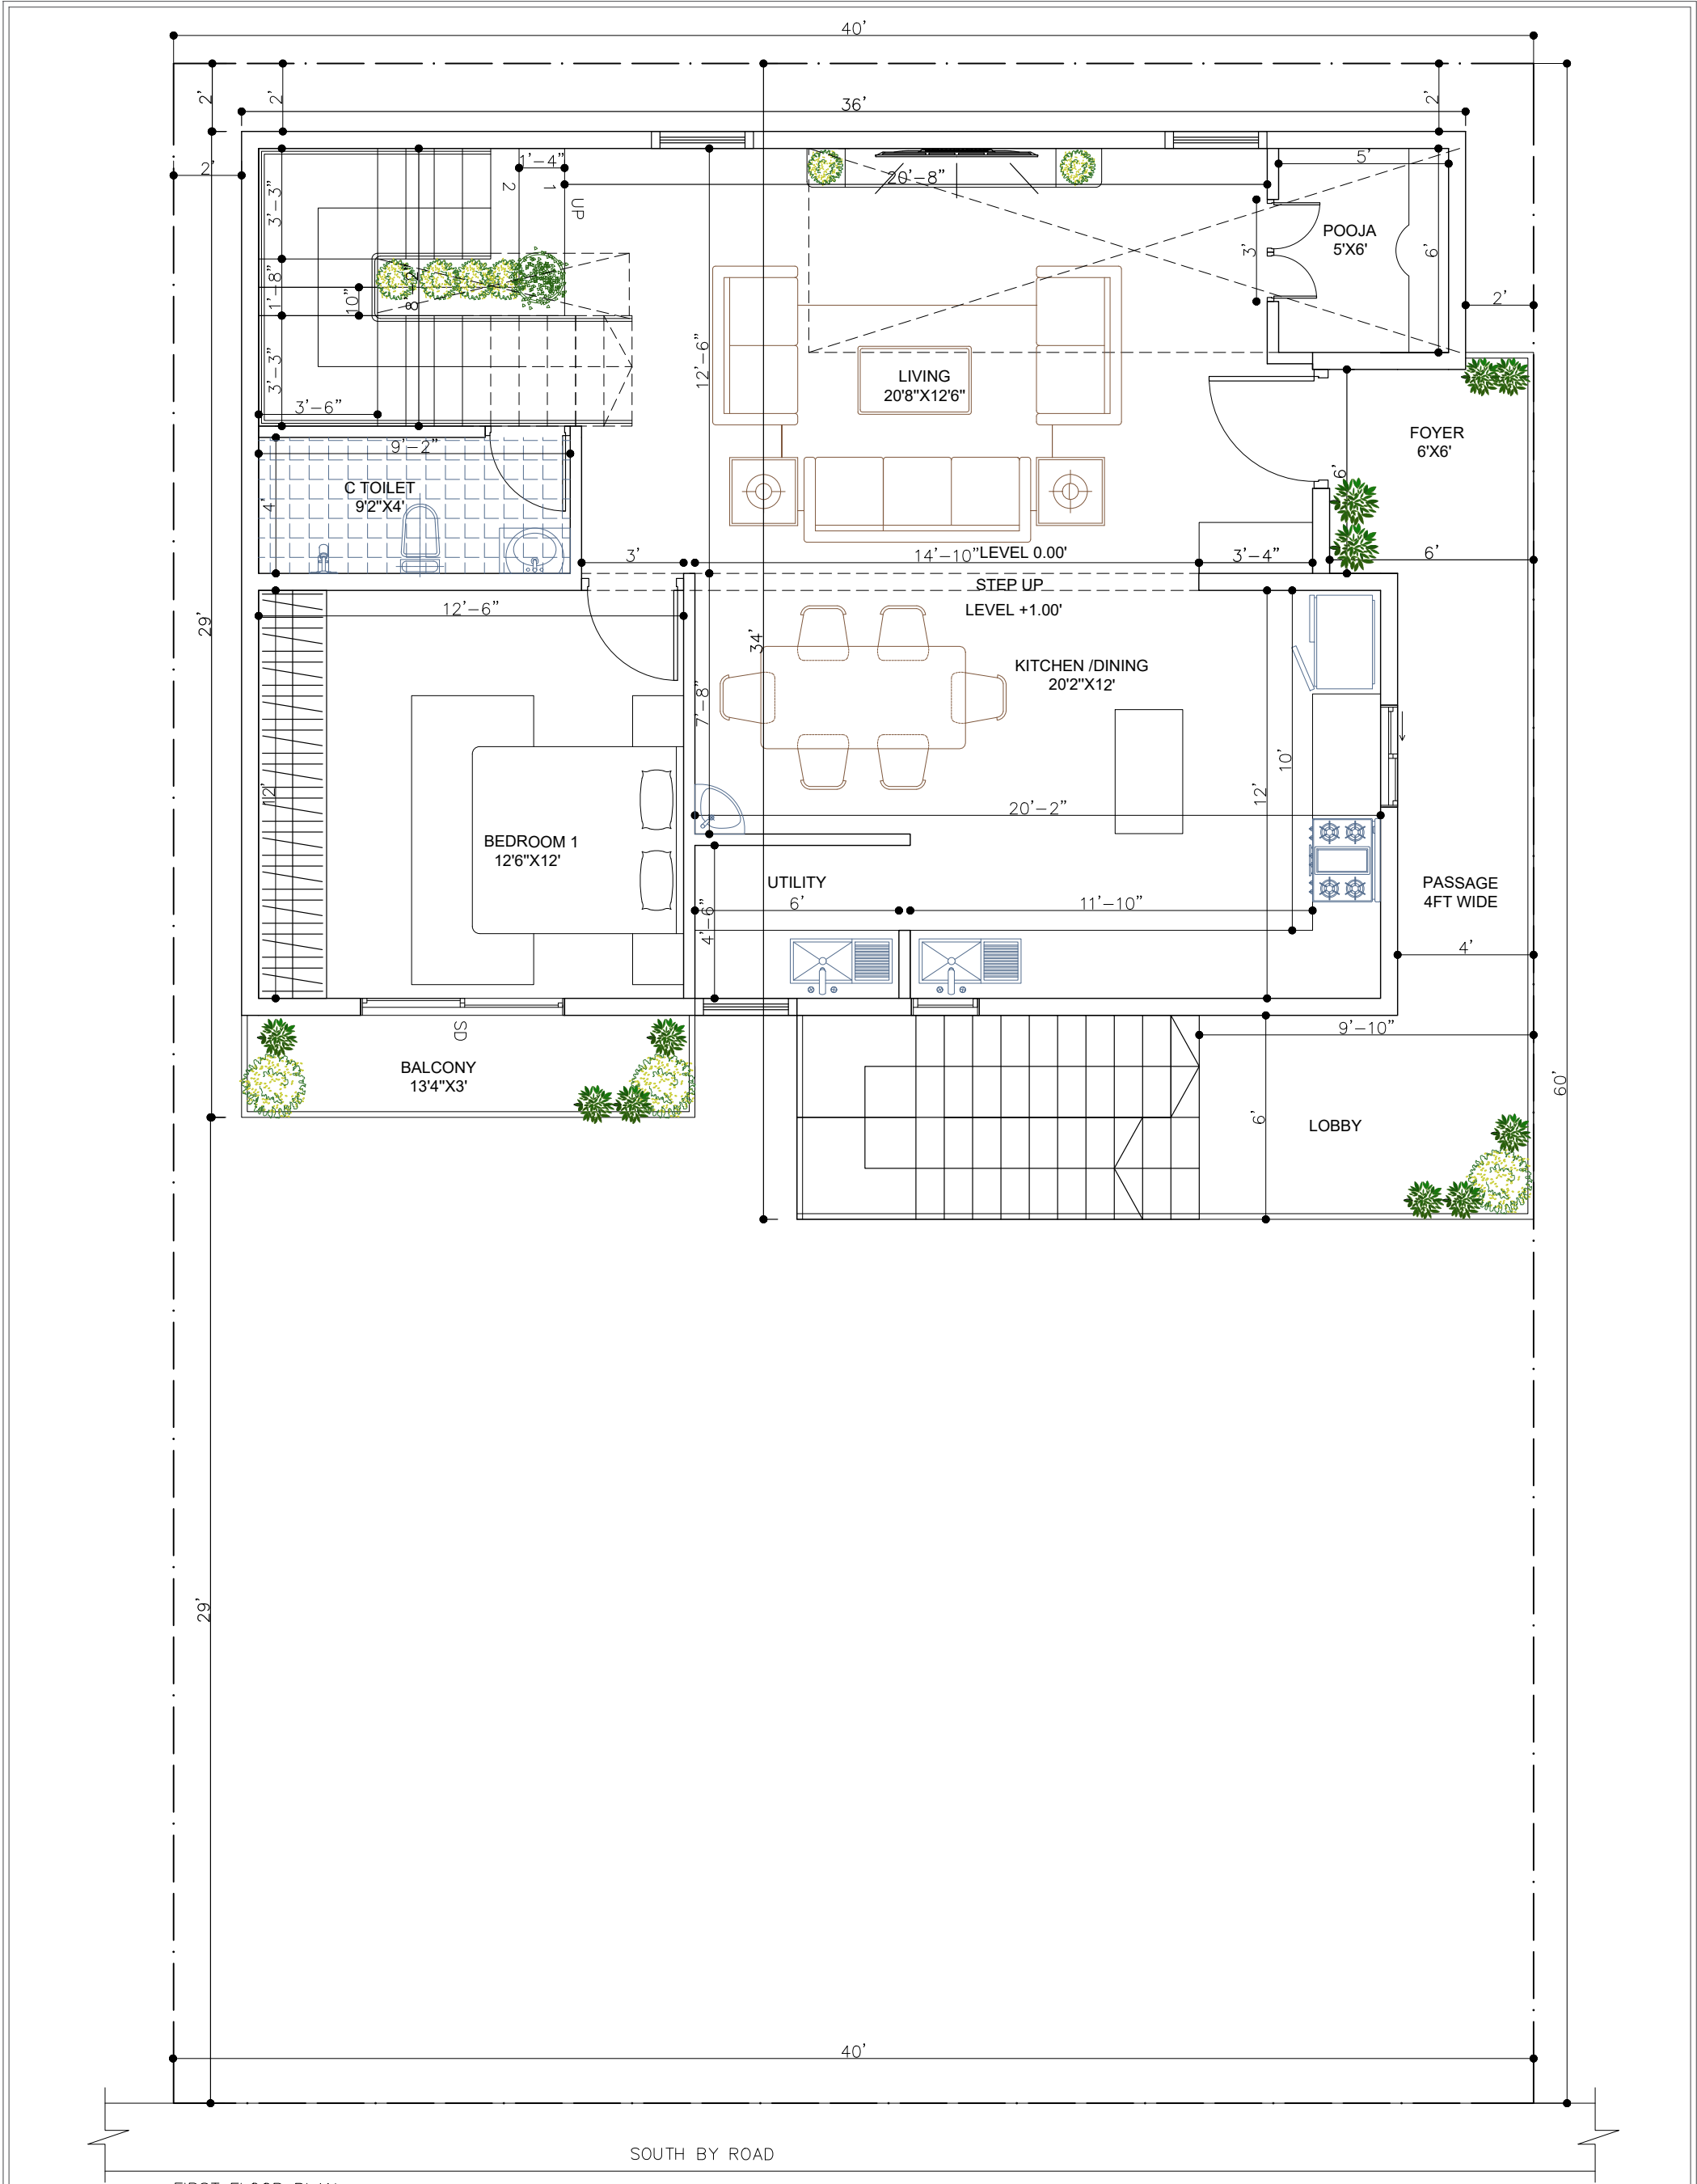 40'
2'
2'
2'
36'
2'
1'-4"
5'
20'-8"
3'-3"
2
1
UP
POOJA
5'X6'
3'
6'
1'-8"
10"
2'
12'-6"
3'-3"
LIVING
20'8"X12'6"
3'-6"
9'-2"
FOYER
6'X6'
6'
C TOILET
9'2"X4'
4'
3'
14'-10"
LEVEL 0.00'
3'-4"
6'
STEP UP
12'-6"
LEVEL +1.00'
29'
34'
KITCHEN /DINING
20'2"X12'
7'-8"
10'
12'
12'
20'-2"
BEDROOM 1
12'6"X12'
UTILITY
PASSAGE
4FT WIDE
6'
11'-10"
4'-6"
4'
SD
9'-10"
BALCONY
13'4"X3'
60'
6'
LOBBY
29'
40'
SOUTH BY ROAD
FIRST FLOOR PLAN